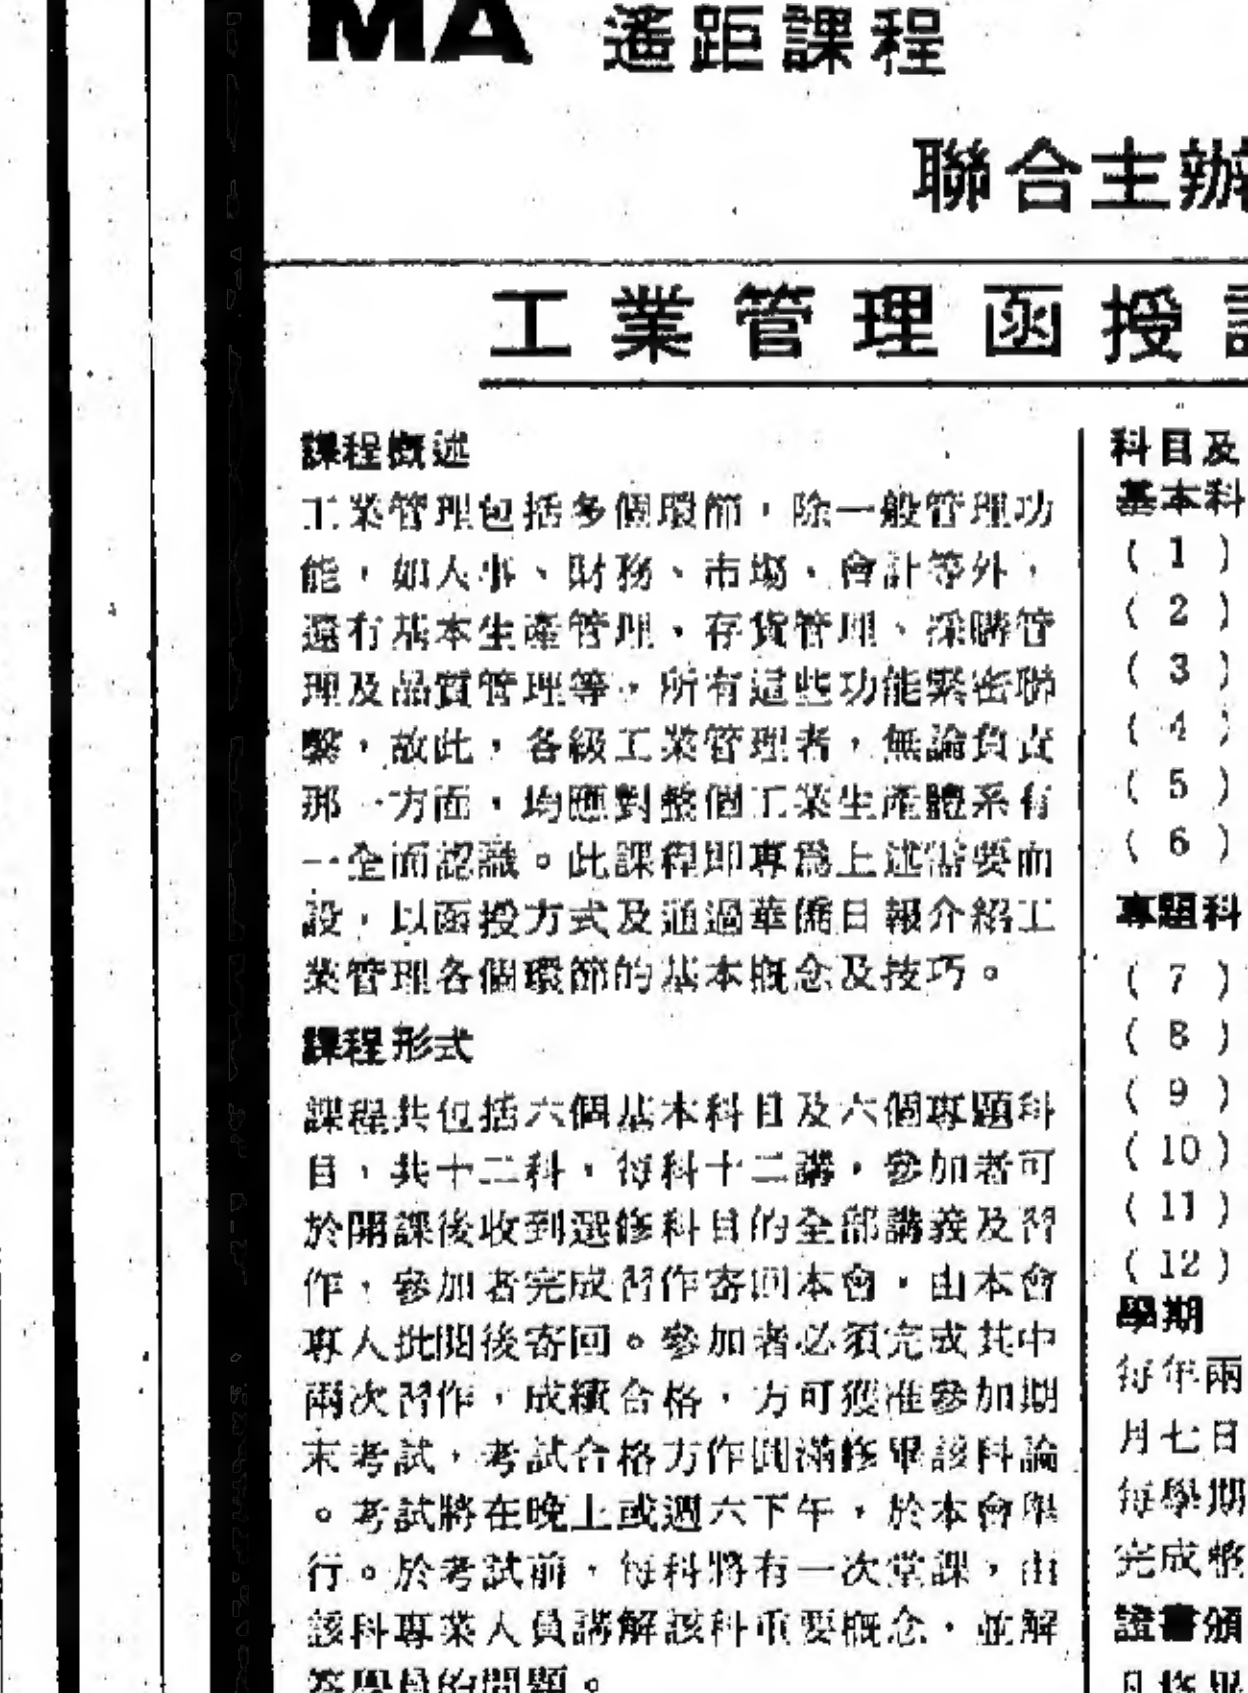 MA 遙距課程
聯合主辦
工業管理函授
課程概述
工業管理包括多個環節，除一般管理功
能，如人事、財務、市場、會計等外，
還有基本生產管理、存貨管理、採購管
理及品質管理等，所有這些功能緊密聯
繫，故此，各級工業管理者，無論負責
那一方面，均應對整個工業生產體系有
一全面認識。此課程即專爲上述需要而
設，以函授方式及通過華僑日報介紹工
業管理各個環節的基本概念及技巧。
課程形式
課程共包括六個基本科目及六個專題科
目，共十二科，每科十二講，參加者可
於開課後收到選修科目的全部講義及習
作，參加者完成習作寄回本會，由本會
專人批閱後寄回。參加者必須完成其中
兩次習作，成績合格，方可獲准參加期
末考試，考試合格方作圓滿修畢該科論
。考試將在晚上或週六下午，於本會舉
行。於考試前，每科將有一次堂課，由
該科專業人員講解該科重要概念，並解
答學員的問題。
科目及
基本科
(1)
(2)
(3)
(4)
(5)
(6)
專題科
(7)
(8)
(9)
(10)
(11)
(12)
學期
每年兩
月七日
每學期
完成整
證書頒
凡修畢